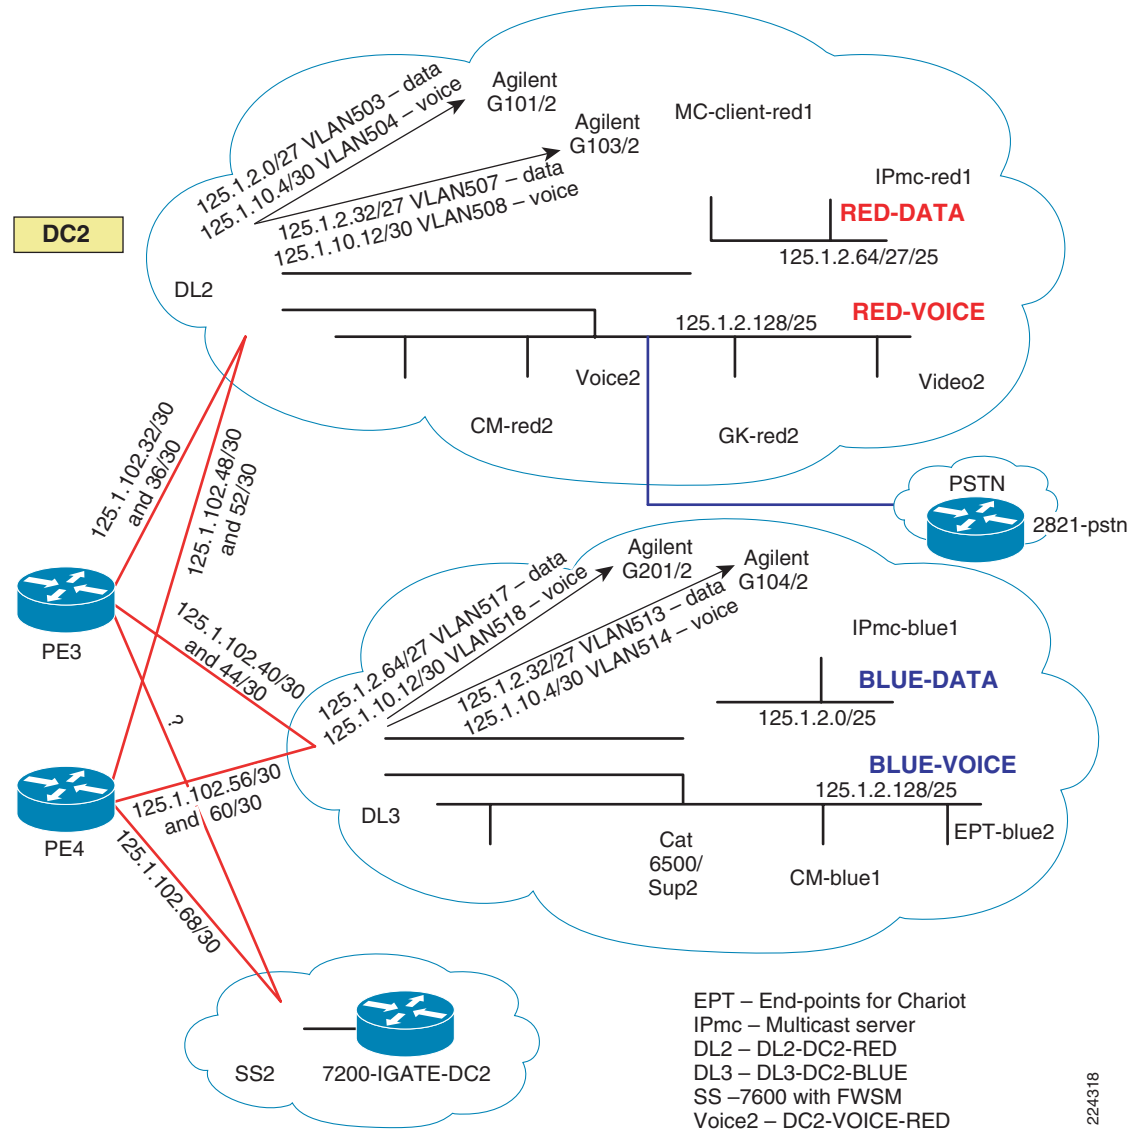 Agilent
G101/2
125.1.2.0/27 VLAN503 – data
125.1.10.4/30 VLAN504 – voice
Agilent
G103/2
125.1.2.32/27 VLAN507 – data
125.1.10.12/30 VLAN508 – voice
MC-client-red1
IPmc-red1
RED-DATA
125.1.2.64/27/25
DC2
DL2
RED-VOICE
125.1.2.128/25
Voice2
Video2
CM-red2
GK-red2
PSTN
2821-pstn
125.1.102.32/30
and 36/30
125.1.102.48/30
and 52/30
PE3
125.1.102.40/30
and 44/30
?
PE4
125.1.102.56/30
and 60/30
125.1.102.68/30
Agilent
G201/2
Agilent
G104/2
125.1.2.64/27 VLAN517 – data
125.1.10.12/30 VLAN518 – voice
125.1.2.32/27 VLAN513 – data
125.1.10.4/30 VLAN514 – voice
IPmc-blue1
BLUE-DATA
125.1.2.0/25
BLUE-VOICE
125.1.2.128/25
DL3
Cat
6500/
Sup2
CM-blue1
EPT-blue2
SS2
7200-IGATE-DC2
EPT – End-points for Chariot
IPmc – Multicast server
DL2 – DL2-DC2-RED
DL3 – DL3-DC2-BLUE
SS –7600 with FWSM
Voice2 – DC2-VOICE-RED
224318